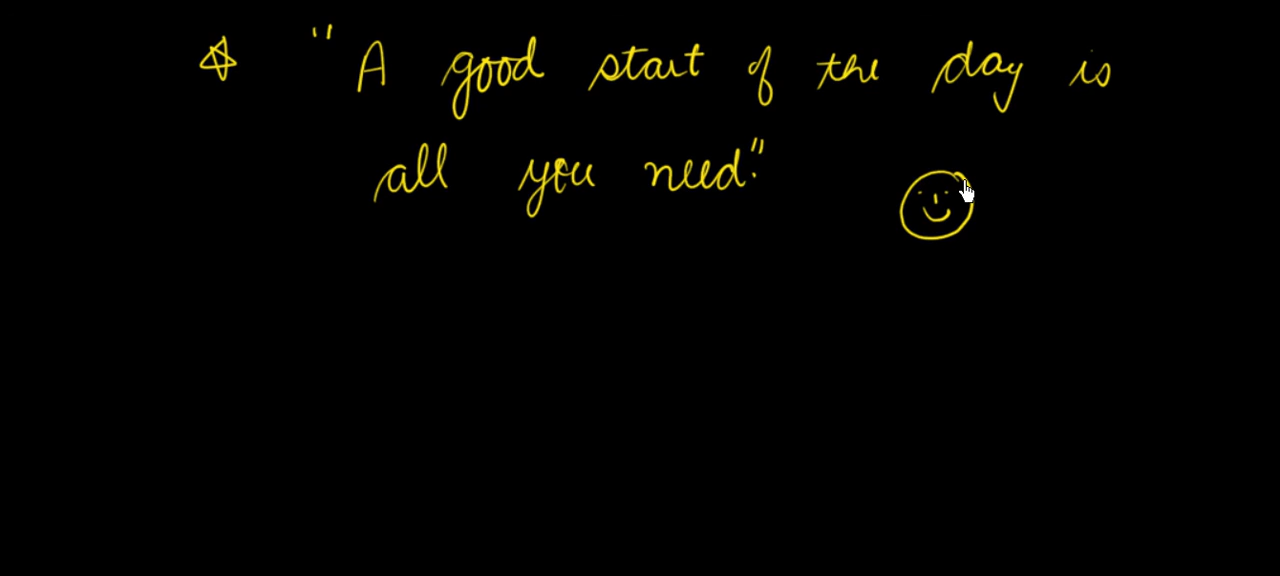 ☆ "A good start of the day is
all you need."